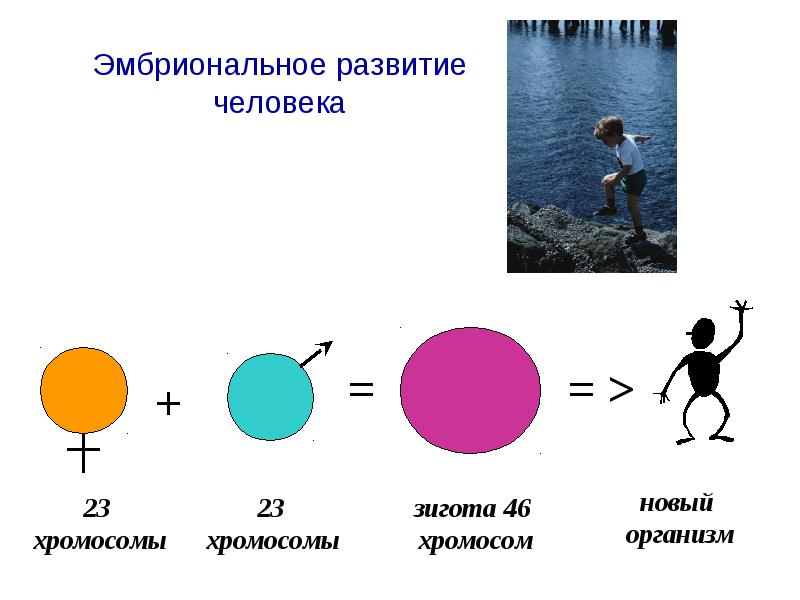 Эмбриональное развитие
человека
+
=
= >
23
хромосомы
23
хромосомы
зигота 46
хромосом
новый
организм